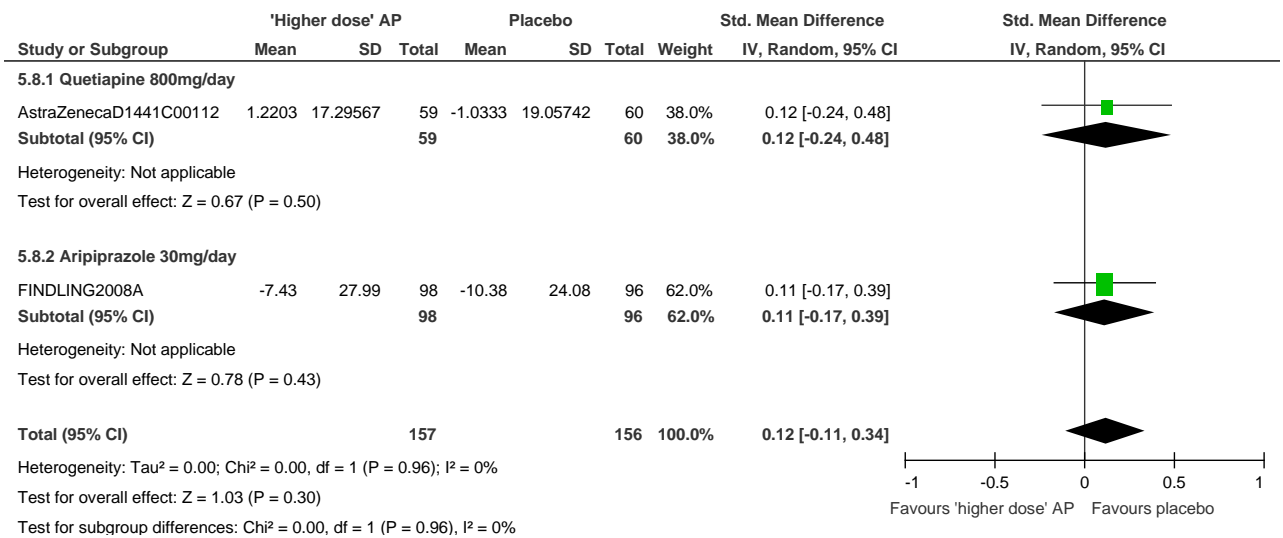 'Higher dose' AP Placebo Std. Mean Difference Std. Mean Difference
Study or Subgroup Mean SD Total Mean SD Total Weight IV, Random, 95% CI IV, Random, 95% CI
5.8.1 Quetiapine 800mg/day
AstraZenecaD1441C00112 1.2203 17.29567 59 -1.0333 19.05742 60 38.0% 0.12 [-0.24, 0.48]
Subtotal (95% CI) 59 60 38.0% 0.12 [-0.24, 0.48]
Heterogeneity: Not applicable
Test for overall effect: Z = 0.67 (P = 0.50)
5.8.2 Aripiprazole 30mg/day
FINDLING2008A -7.43 27.99 98 -10.38 24.08 96 62.0% 0.11 [-0.17, 0.39]
Subtotal (95% CI) 98 96 62.0% 0.11 [-0.17, 0.39]
Heterogeneity: Not applicable
Test for overall effect: Z = 0.78 (P = 0.43)
Total (95% CI) 157 156 100.0% 0.12 [-0.11, 0.34]
Heterogeneity: Tau² = 0.00; Chi² = 0.00, df = 1 (P = 0.96); I² = 0%
Test for overall effect: Z = 1.03 (P = 0.30)
Test for subgroup differences: Chi² = 0.00, df = 1 (P = 0.96), I² = 0%
-1 -0.5 0 0.5 1
Favours 'higher dose' AP Favours placebo